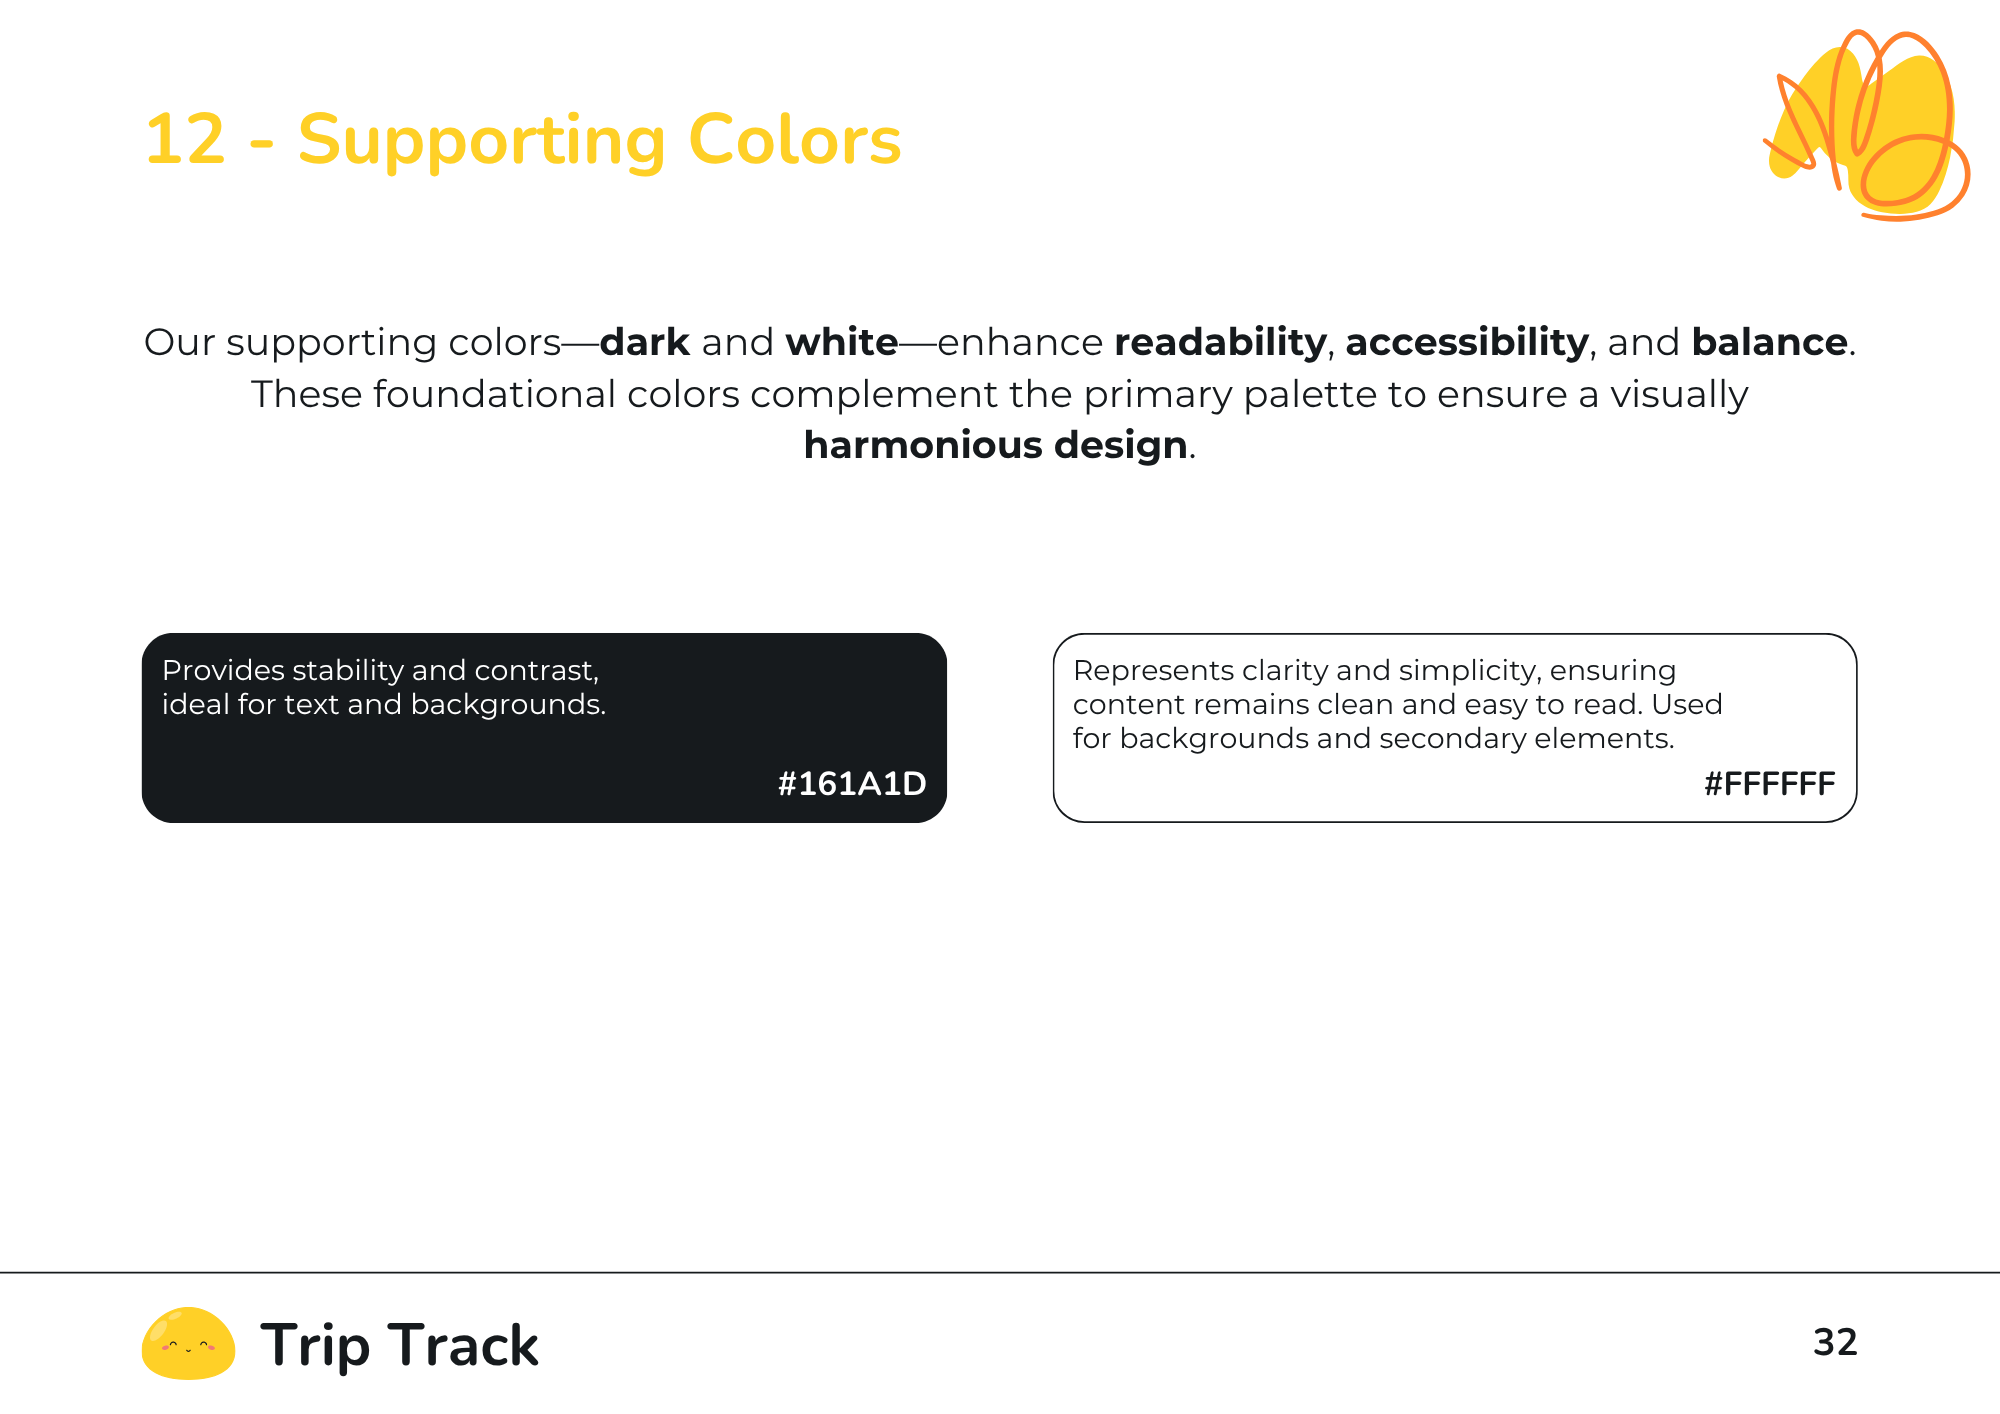 12 - Supporting Colors
Our supporting colors—dark and white—enhance readability, accessibility, and balance.
These foundational colors complement the primary palette to ensure a visually
harmonious design.
Provides stability and contrast,
ideal for text and backgrounds.
#161A1D
Represents clarity and simplicity, ensuring
content remains clean and easy to read. Used
for backgrounds and secondary elements.
#FFFFFF
Trip Track
32